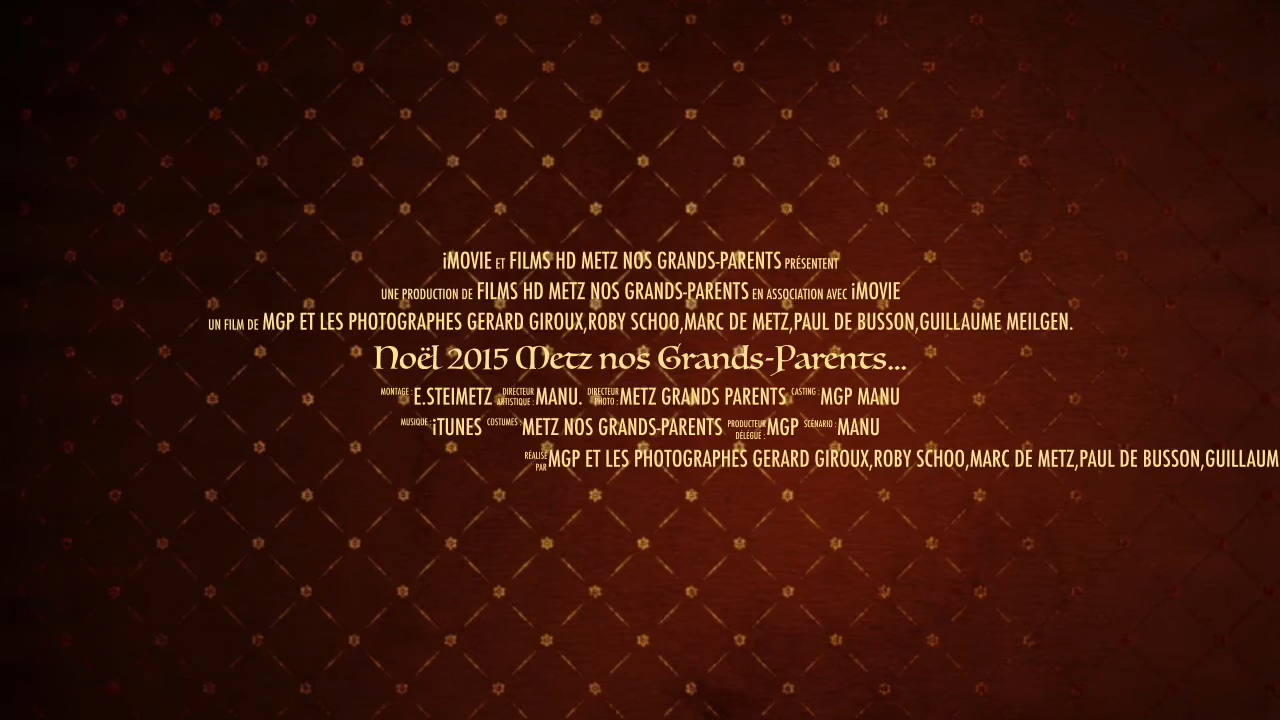 iMOVIE ET FILMS HD METZ NOS GRANDS-PARENTS PRÉSENTENT
UNE PRODUCTION DE FILMS HD METZ NOS GRANDS-PARENTS EN ASSOCIATION AVEC iMOVIE
UN FILM DE MGP ET LES PHOTOGRAPHES GERARD GIROUX,ROBY SCHOO,MARC DE METZ,PAUL DE BUSSON,GUILLAUME MEILGEN.
Noël 2015 Metz nos Grands-Parents...
MONTAGE : E.STEIMETZ DIRECTEUR ARTISTIQUE : MANU. DIRECTEUR PHOTO : METZ GRANDS PARENTS CASTING : MGP MANU
MUSIQUE : iTUNES COSTUMES : METZ NOS GRANDS-PARENTS PRODUCTEUR DÉLÉGUÉ : MGP SCÉNARIO : MANU
RÉALISÉ PAR MGP ET LES PHOTOGRAPHES GERARD GIROUX,ROBY SCHOO,MARC DE METZ,PAUL DE BUSSON,GUILLAUM